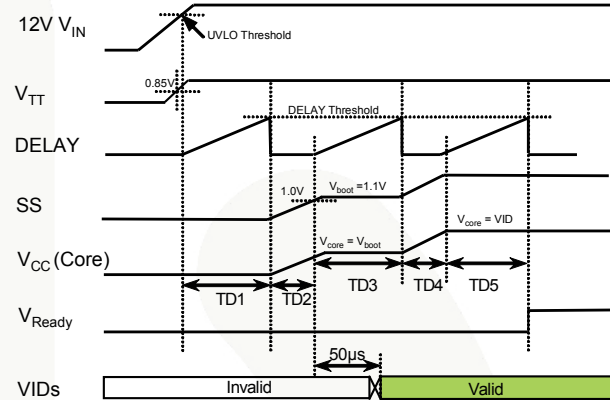 12V V_IN
UVLO Threshold
0.85V
V_TT
DELAY Threshold
DELAY
1.0V
V_boot=1.1V
SS
V_core = VID
V_core = V_boot
V_CC (Core)
TD1 TD2 TD3 TD4 TD5
V_Ready
50µs
VIDs Invalid Valid